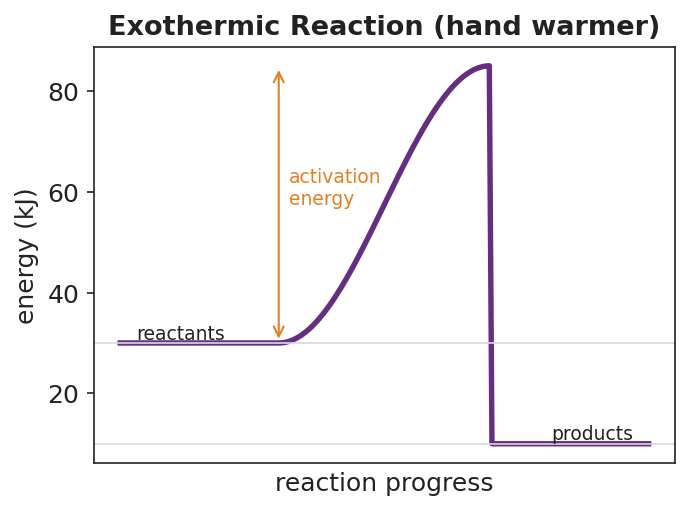 Exothermic Reaction (hand warmer)
energy (kJ)
80
60
40
20
activation
energy
reactants
products
reaction progress